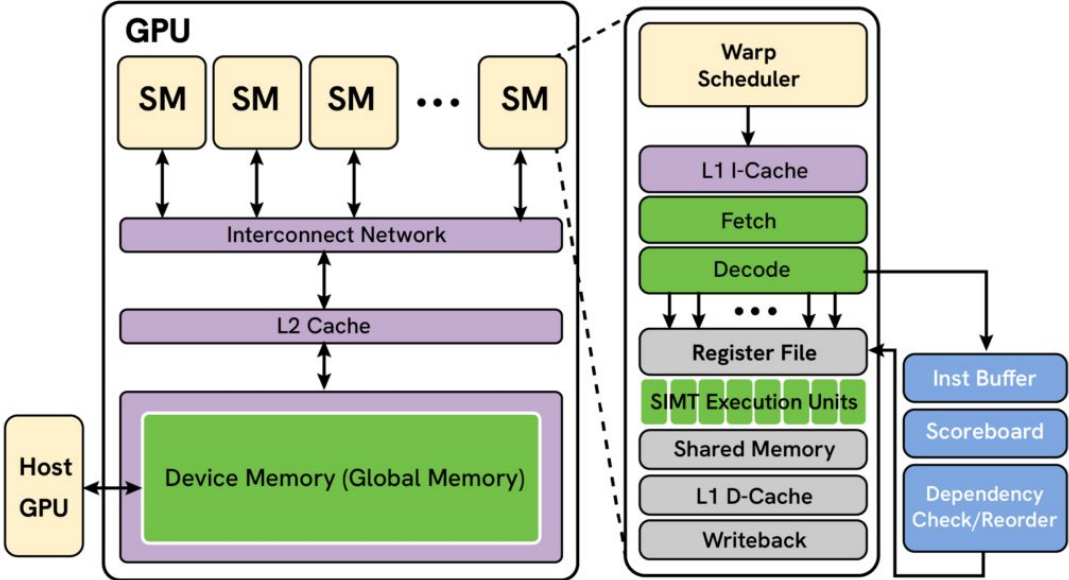 GPU
SM
SM
SM
SM
Interconnect Network
L2 Cache
Device Memory (Global Memory)
Host
GPU
Warp
Scheduler
L1 I-Cache
Fetch
Decode
Register File
SIMT Execution Units
Shared Memory
L1 D-Cache
Writeback
Inst Buffer
Scoreboard
Dependency
Check/Reorder